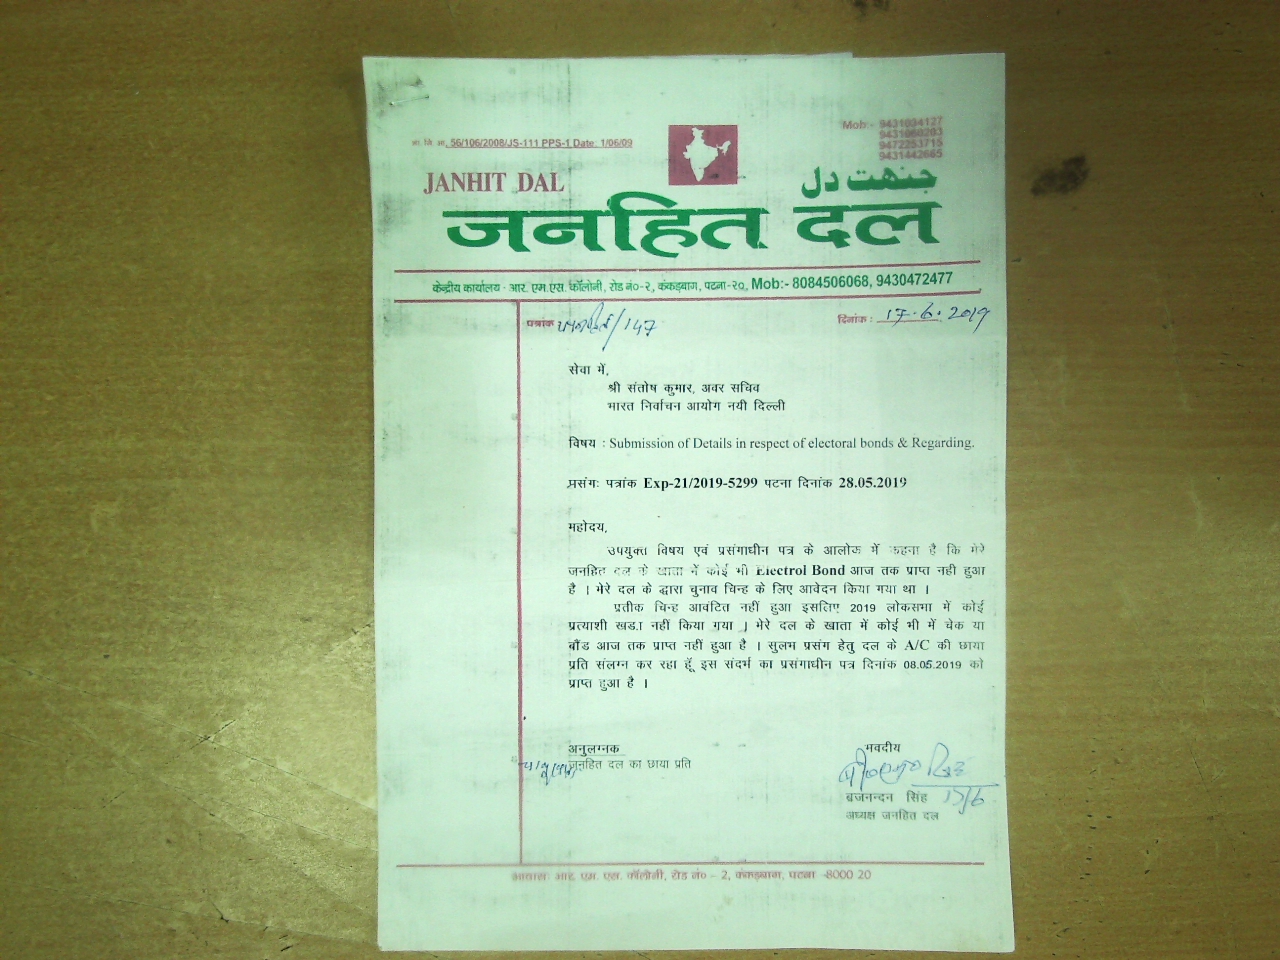 भा. नि. आ. 56/106/2008/JS-111 PPS-1 Date: 1/06/09
Mob:- 9431094127
9431060203
9472253715
9431442665
JANHIT DAL
جنھت دل
जनहित दल
केन्द्रीय कार्यालय - आर. एम.एस. कॉलोनी, रोड नं०-२, कंकड़बाग, पटना-२०, Mob:- 8084506068, 9430472477
पत्रांक /147
दिनांक : 17.6.2019
सेवा में,
श्री संतोष कुमार, अवर सचिव
भारत निर्वाचन आयोग नयी दिल्ली
विषय : Submission of Details in respect of electoral bonds & Regarding.
प्रसंगः पत्रांक Exp-21/2019-5299 पटना दिनांक 28.05.2019
महोदय,
उपयुक्त विषय एवं प्रसंगाधीन पत्र के आलोक में कहना है कि मेरे
जनहित दल के खाता में कोई भी Electrol Bond आज तक प्राप्त नही हुआ
है । मेरे दल के द्वारा चुनाव चिन्ह के लिए आवेदन किया गया था ।
प्रतीक चिन्ह आवंटित नहीं हुआ इसलिए 2019 लोकसभा में कोई
प्रत्याशी खड़ा नहीं किया गया । मेरे दल के खाता में कोई भी में चेक या
बौंड आज तक प्राप्त नहीं हुआ है । सुलभ प्रसंग हेतु दल के A/C की छाया
प्रति संलग्न कर रहा हूँ, इस संदर्भ का प्रसंगाधीन पत्र दिनांक 08.05.2019 को
प्राप्त हुआ है ।
अनुलग्नक
जनहित दल का छाया प्रति
भवदीय
17/6
ब्रजनन्दन सिंह
अध्यक्ष जनहित दल
आवासः आर. एम. एस. कॉलोनी, रोड नं० - 2, कंकड़बाग, पटना -8000 20